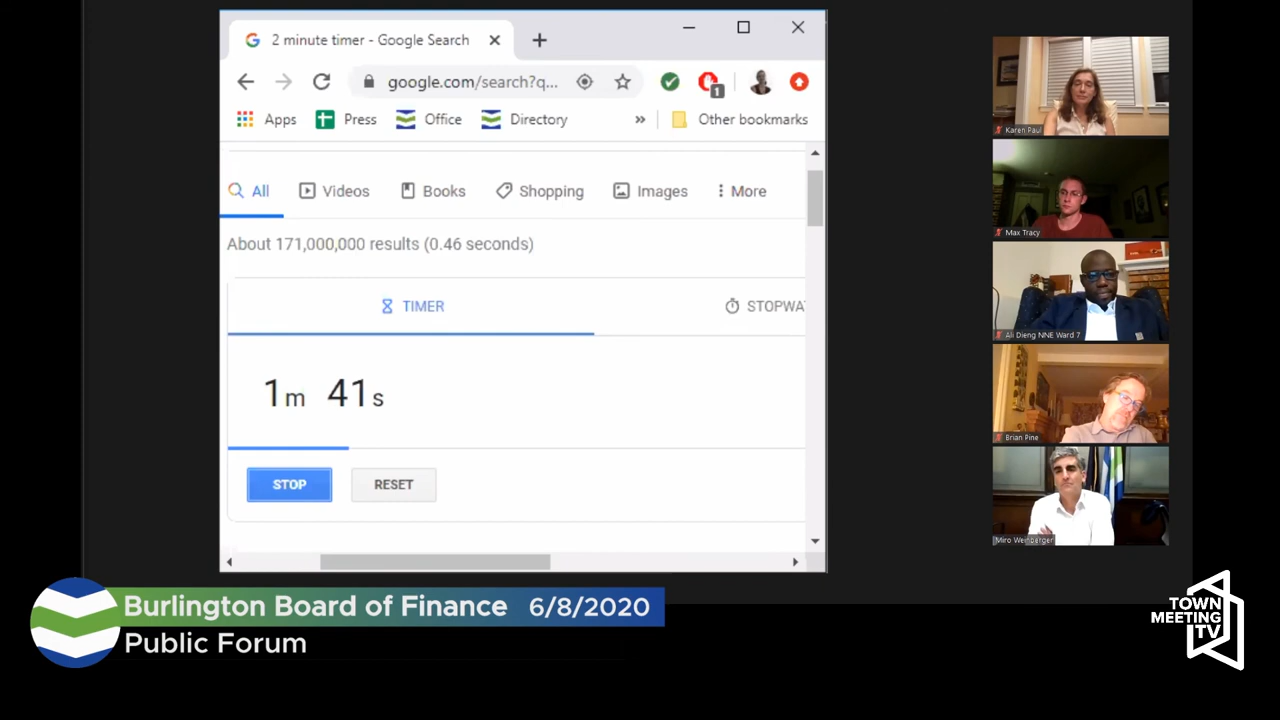 2 minute timer - Google Search
google.com/search?q...
1
Apps
Press
Office
Directory
»
Other bookmarks
All
Videos
Books
Shopping
Images
More
About 171,000,000 results (0.46 seconds)
TIMER
STOPWA
1m 41s
STOP
RESET
Karen Paul
Max Tracy
Ali Dieng NNE Ward 7
Brian Pine
Miro Weinberger
Burlington Board of Finance 6/8/2020
Public Forum
TOWN
MEETING
TV